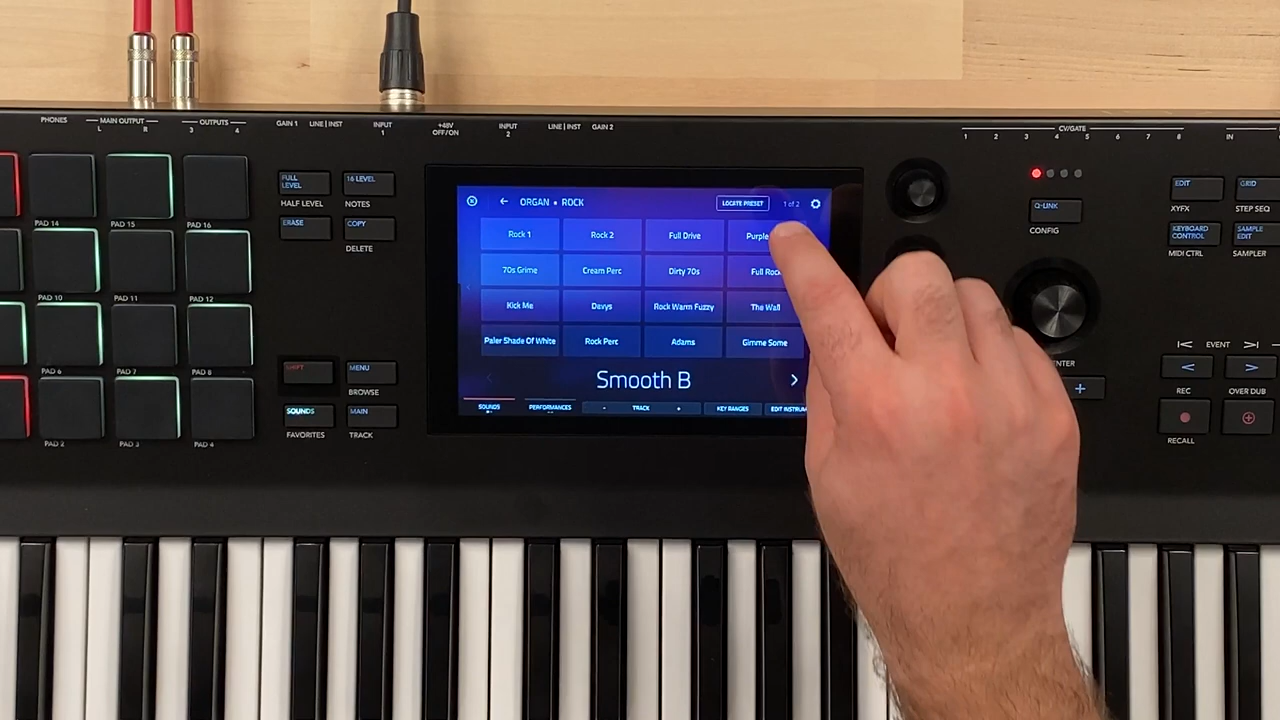 PHONES
MAIN OUTPUT
L R
OUTPUTS
3 4
GAIN 1
LINE | INST
INPUT
1
+48V
OFF/ON
INPUT
2
LINE | INST
GAIN 2
CV/GATE
1 2 3 4 5 6 7 8
IN
FULL
LEVEL
HALF LEVEL
16 LEVEL
NOTES
ERASE
COPY
DELETE
PAD 14
PAD 15
PAD 16
PAD 10
PAD 11
PAD 12
PAD 6
PAD 7
PAD 8
PAD 2
PAD 3
PAD 4
SHIFT
MENU
BROWSE
SOUNDS
FAVORITES
MAIN
TRACK
ORGAN • ROCK
LOCATE PRESET
1 of 2
Rock 1
Rock 2
Full Drive
Purple
70s Grime
Cream Perc
Dirty 70s
Full Rock
Kick Me
Davys
Rock Warm Fuzzy
The Wall
Paler Shade Of White
Rock Perc
Adams
Gimme Some
Smooth B
SOUNDS
PERFORMANCES
- TRACK +
KEY RANGES
EDIT INSTRUM
Q-LINK
CONFIG
EDIT
XYFX
GRID
STEP SEQ
KEYBOARD
CONTROL
MIDI CTRL
SAMPLE
EDIT
SAMPLER
ENTER
+
EVENT
< >
REC
OVER DUB
RECALL